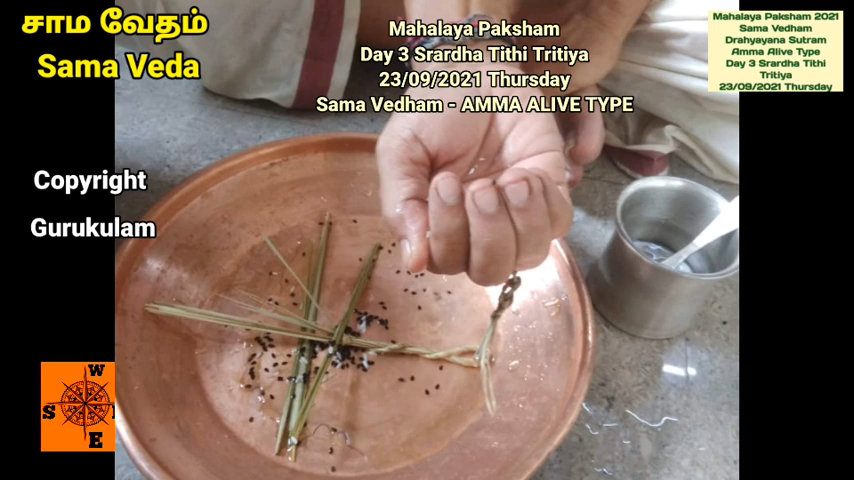 சாம வேதம்
Sama Veda
Mahalaya Paksham
Day 3 Srardha Tithi Tritiya
23/09/2021 Thursday
Sama Vedham - AMMA ALIVE TYPE
Mahalaya Paksham 2021
Sama Vedham
Drahyayana Sutram
Amma Alive Type
Day 3 Srardha Tithi
Tritiya
23/09/2021 Thursday
Copyright
Gurukulam
W
S
E